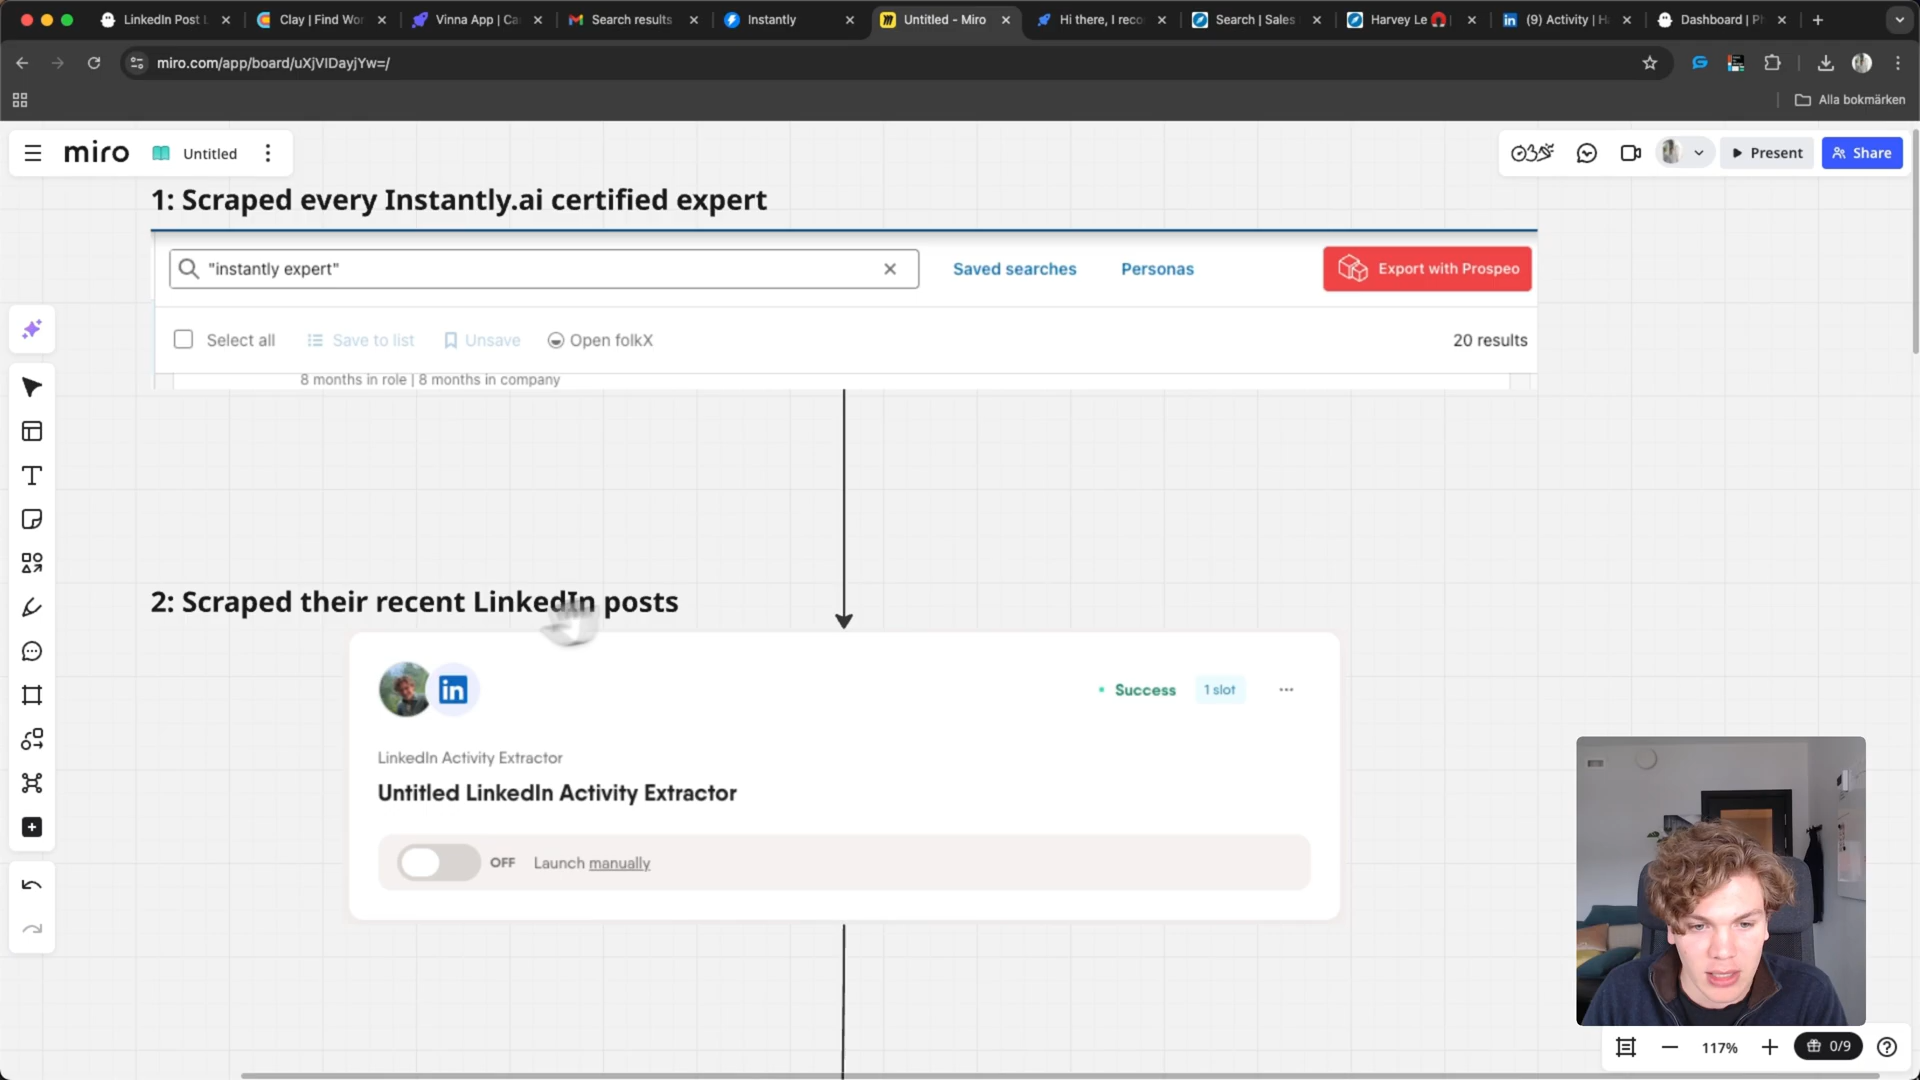 LinkedIn Post L
Clay | Find Wor
Vinna App | Ca
Search results
Instantly
Untitled - Miro
Hi there, I reco
Search | Sales
Harvey Le
(9) Activity | H
Dashboard | Ph
miro.com/app/board/uXjVIDayjYw=/
Alla bokmärken
miro
Untitled
Present
Share
1: Scraped every Instantly.ai certified expert
"instantly expert"
Saved searches
Personas
Export with Prospeo
Select all
Save to list
Unsave
Open folkX
20 results
8 months in role | 8 months in company
2: Scraped their recent LinkedIn posts
in
Success
1 slot
LinkedIn Activity Extractor
Untitled LinkedIn Activity Extractor
OFF
Launch manually
117%
0/9